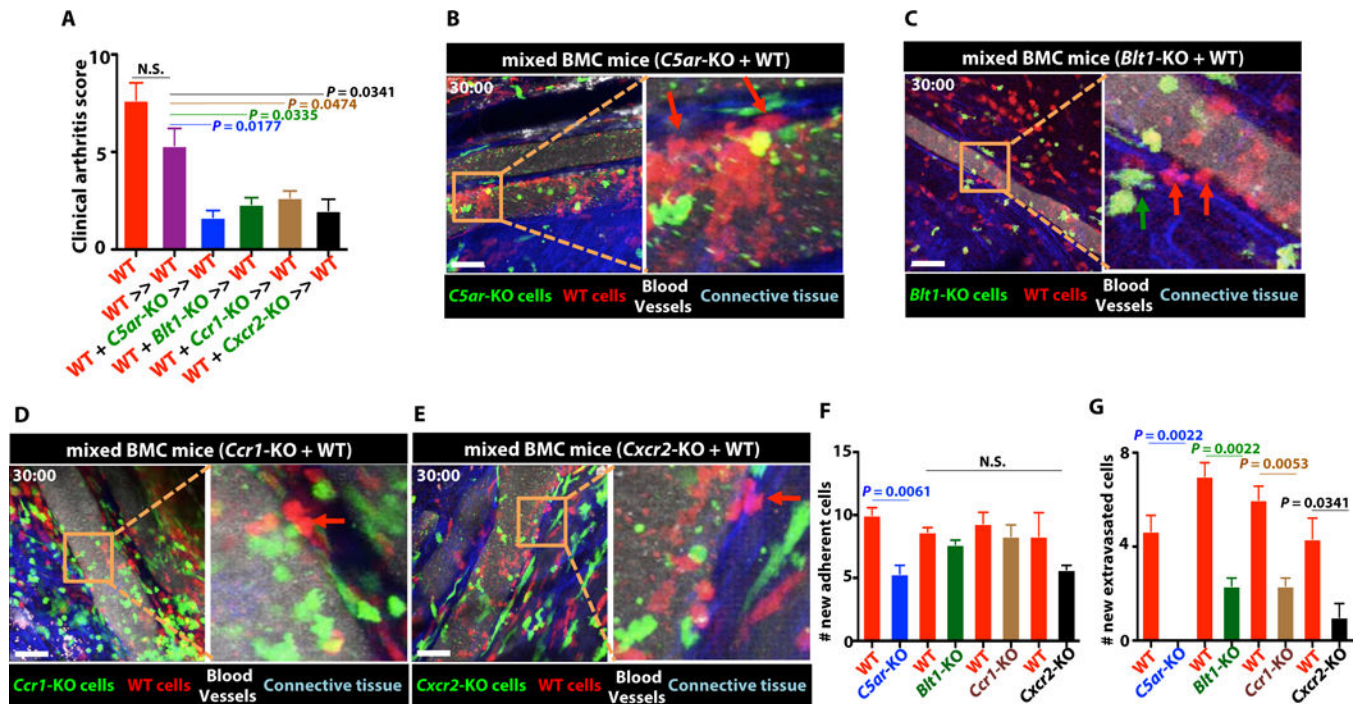 A
Clinical arthritis score
10
5
0
N.S.
P = 0.0341
P = 0.0474
P = 0.0335
P = 0.0177
WT
WT >> WT
WT + C5ar-KO >> WT
WT + Blt1-KO >> WT
WT + Ccr1-KO >> WT
WT + Cxcr2-KO >> WT
B
mixed BMC mice (C5ar-KO + WT)
30:00
C5ar-KO cells WT cells Blood Vessels Connective tissue
C
mixed BMC mice (Blt1-KO + WT)
30:00
Blt1-KO cells WT cells Blood Vessels Connective tissue
D
mixed BMC mice (Ccr1-KO + WT)
30:00
Ccr1-KO cells WT cells Blood Vessels Connective tissue
E
mixed BMC mice (Cxcr2-KO + WT)
30:00
Cxcr2-KO cells WT cells Blood Vessels Connective tissue
F
# new adherent cells
15
10
5
0
P = 0.0061
N.S.
WT
C5ar-KO
WT
Blt1-KO
WT
Ccr1-KO
WT
Cxcr2-KO
G
# new extravasated cells
8
4
0
P = 0.0022
P = 0.0022
P = 0.0053
P = 0.0341
WT
C5ar-KO
WT
Blt1-KO
WT
Ccr1-KO
WT
Cxcr2-KO